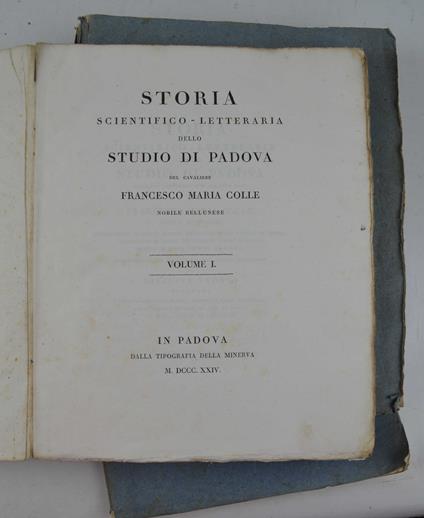 STORIA
SCIENTIFICO - LETTERARIA
DELLO
STUDIO DI PADOVA
DEL CAVALIERE
FRANCESCO MARIA COLLE
NOBILE BELLUNESE
VOLUME I.
IN PADOVA
DALLA TIPOGRAFIA DELLA MINERVA
M. DCCC. XXIV.